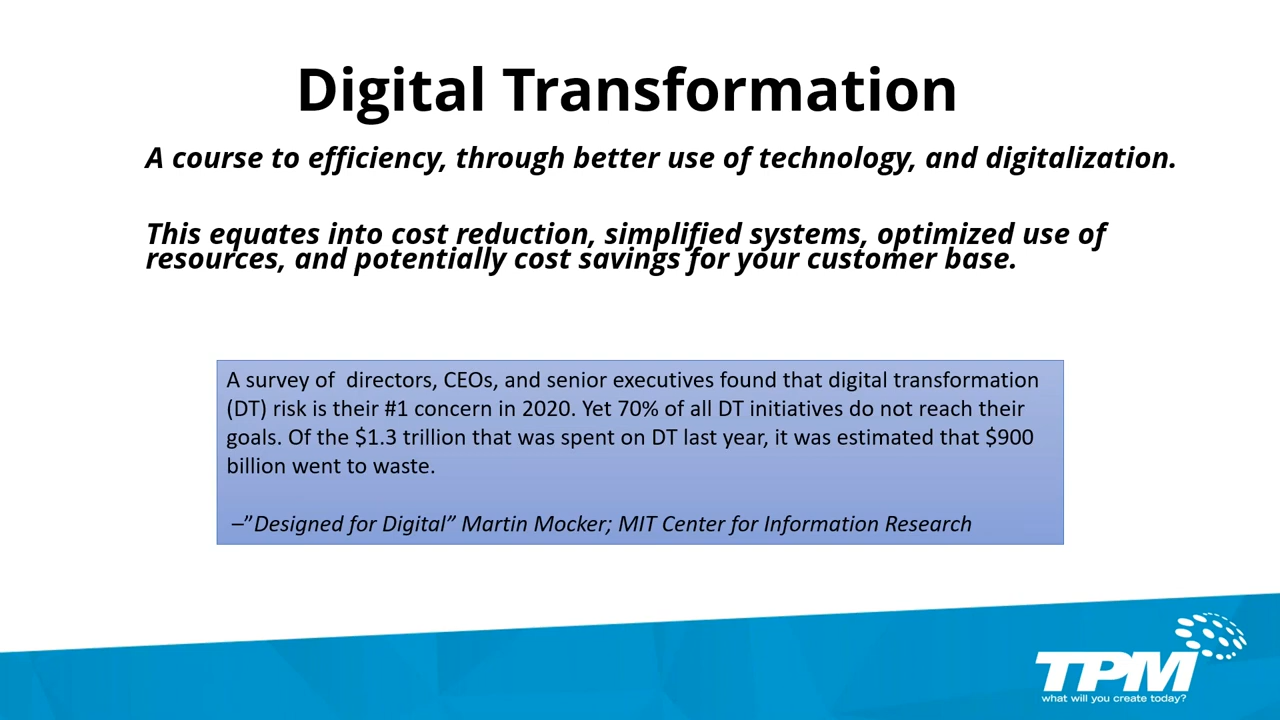 Digital Transformation
A course to efficiency, through better use of technology, and digitalization.
This equates into cost reduction, simplified systems, optimized use of
resources, and potentially cost savings for your customer base.
A survey of  directors, CEOs, and senior executives found that digital transformation
(DT) risk is their #1 concern in 2020. Yet 70% of all DT initiatives do not reach their
goals. Of the $1.3 trillion that was spent on DT last year, it was estimated that $900
billion went to waste.
–”Designed for Digital” Martin Mocker; MIT Center for Information Research
TPM
what will you create today?